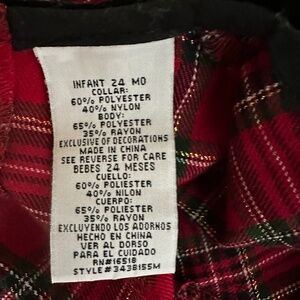 INFANT 24 MO
COLLAR:
60% POLYESTER
40% NYLON
BODY:
65% POLYESTER
35% RAYON
EXCLUSIVE OF DECORATIONS
MADE IN CHINA
SEE REVERSE FOR CARE
BEBES 24 MESES
CUELLO:
60% POLIESTER
40% NILON
CUERPO:
65% POLIESTER
35% RAYON
EXCLUYENDO LOS ADORNOS
HECHO EN CHINA
VER AL DORSO
PARA EL CUIDADO
RN#16518
STYLE#3438155M